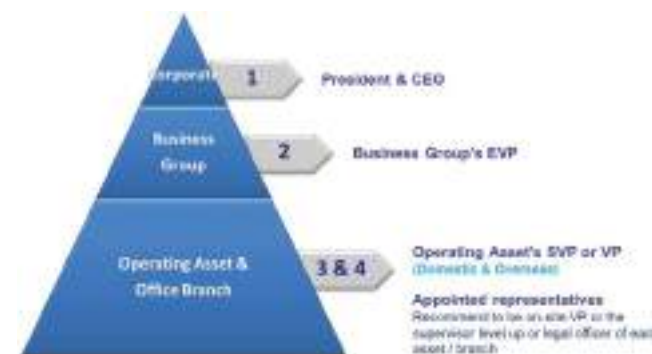 Corporate
1
President & CEO
Business
Group
2
Business Group's EVP
Operating Asset &
Office Branch
3 & 4
Operating Asset's SVP or VP
(Domestic & Overseas)
Appointed representatives
Recommend to be on-site VP or the
supervisor level up or legal officer of each
asset / branch